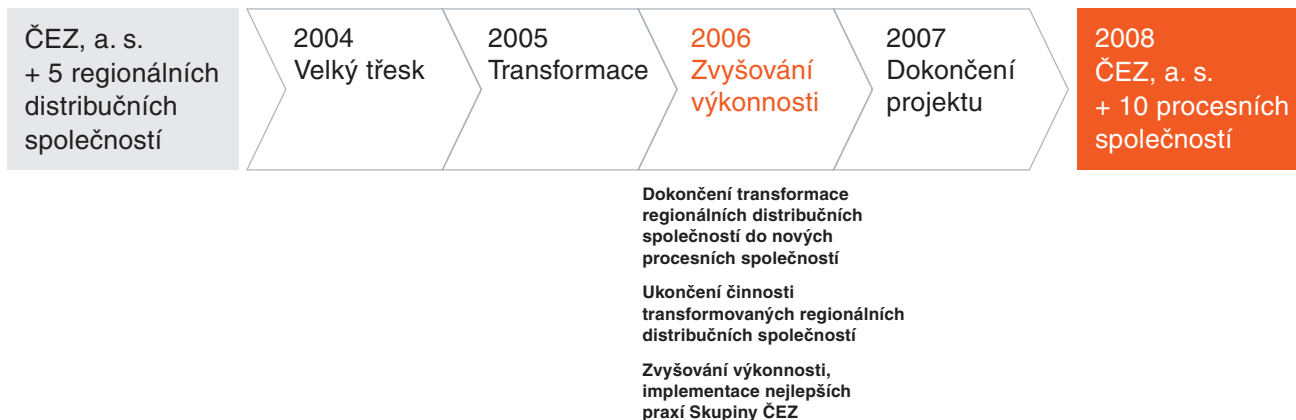 ČEZ, a. s.
+ 5 regionálních
distribučních
společností
2004
Velký třesk
2005
Transformace
2006
Zvyšování
výkonnosti
2007
Dokončení
projektu
2008
ČEZ, a. s.
+ 10 procesních
společností
Dokončení transformace
regionálních distribučních
společností do nových
procesních společností
Ukončení činnosti
transformovaných regionálních
distribučních společností
Zvyšování výkonnosti,
implementace nejlepších
praxí Skupiny ČEZ